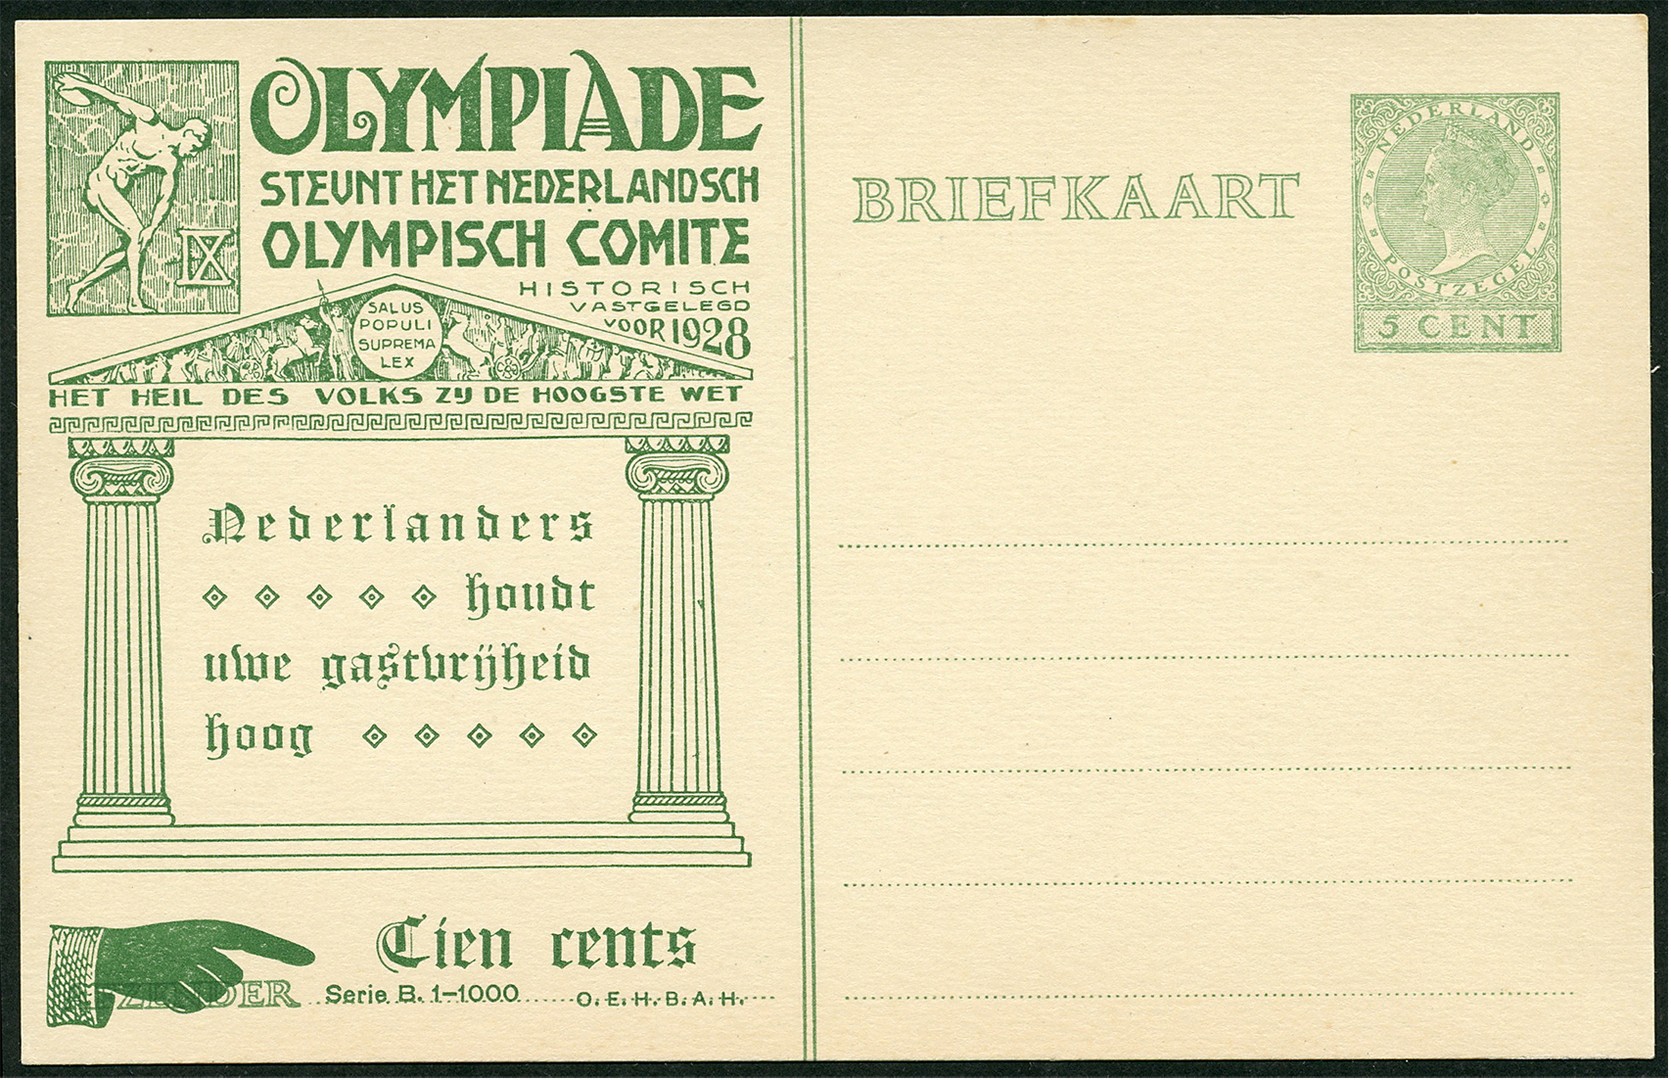 OLYMPIADE
STEUNT HET NEDERLANDSCH
OLYMPISCH COMITE
IX
HISTORISCH
VASTGELEGD
VOOR 1928
SALUS
POPULI
SUPREMA
LEX
HET HEIL DES VOLKS ZIJ DE HOOGSTE WET
Nederlanders
houdt
uwe gastvrijheid
hoog
Tien cents
AFZENDER
Serie B. 1-1000
O.E.H.B.A.H.
BRIEFKAART
NEDERLAND
POSTZEGEL
5 CENT